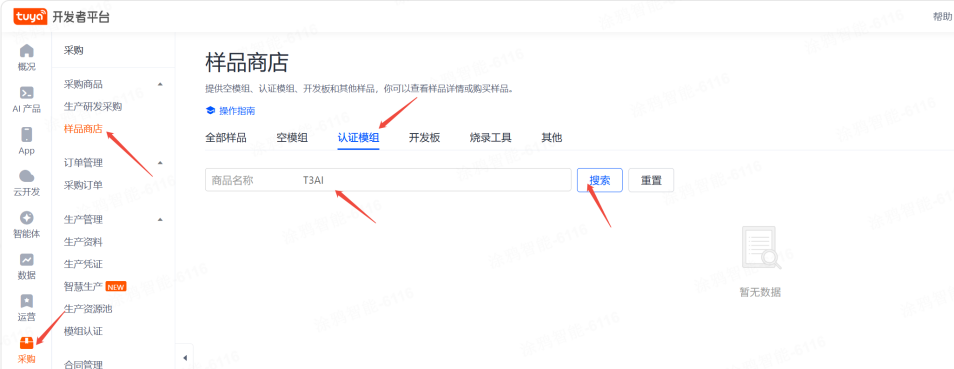 tuya 开发者平台
帮助
概况
AI 产品
App
云开发
智能体
数据
运营
采购
采购
采购商品
生产研发采购
样品商店
订单管理
采购订单
生产管理
生产资料
生产凭证
智慧生产 NEW
生产资源池
模组认证
合同管理
样品商店
提供空模组、认证模组、开发板和其他样品，你可以查看样品详情或购买样品。
操作指南
全部样品 空模组 认证模组 开发板 烧录工具 其他
商品名称 T3AI 搜索 重置
暂无数据